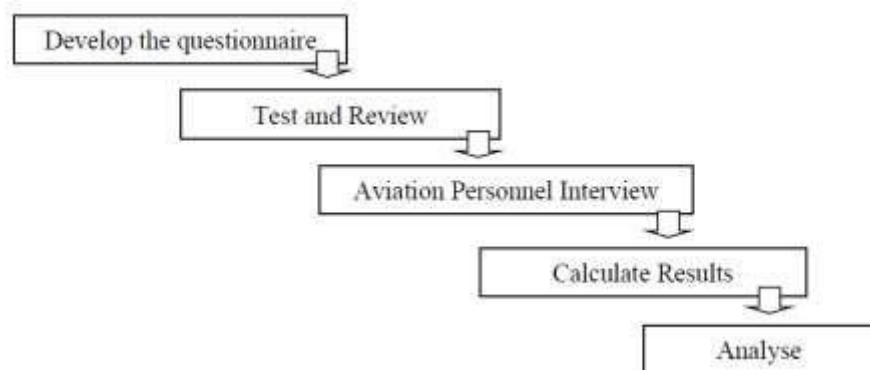 Develop the questionnaire
Test and Review
Aviation Personnel Interview
Calculate Results
Analyse